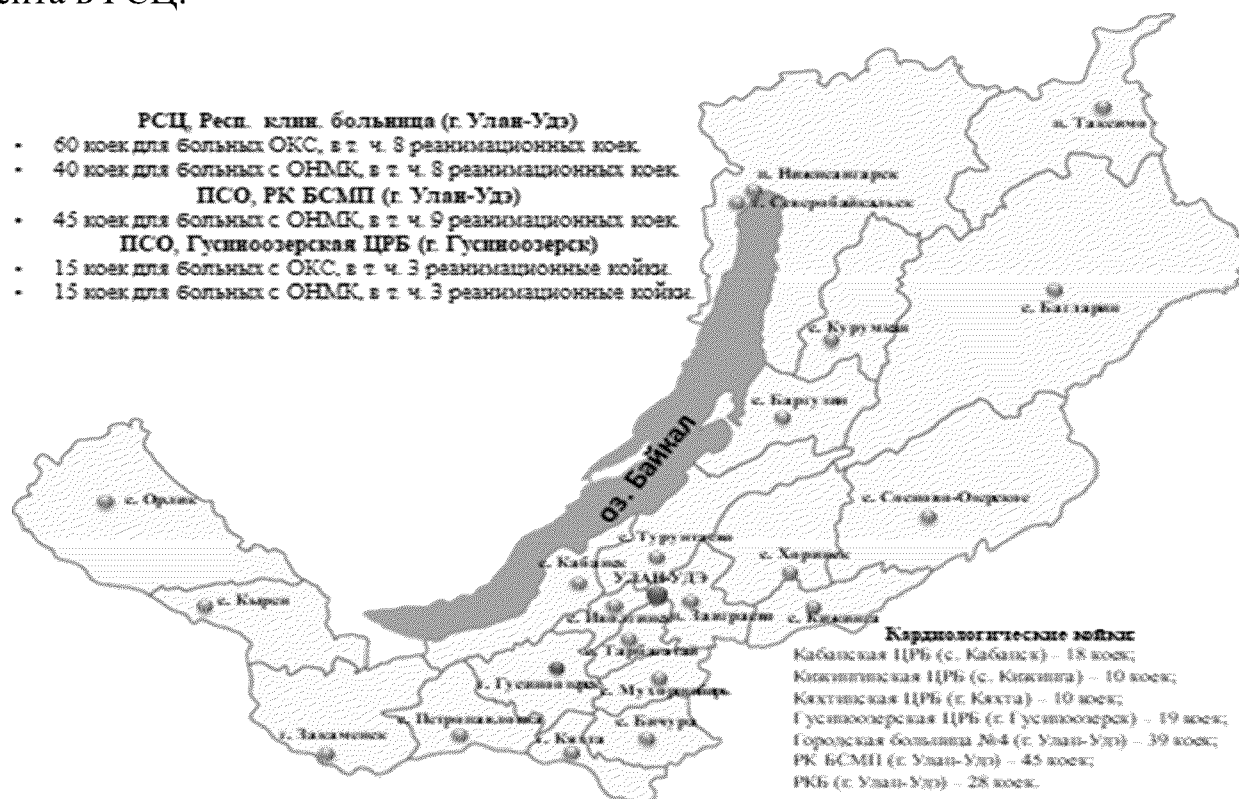 РСЦ.
РСЦ, Респ. клин. больница (г. Улан-Удэ)
• 60 коек для больных ОКС, в т. ч. 8 реанимационных коек.
• 40 коек для больных с ОНМК, в т. ч. 8 реанимационных коек.
ПСО, РК БСМП (г. Улан-Удэ)
• 45 коек для больных с ОНМК, в т. ч. 9 реанимационных коек.
ПСО, Гусиноозерская ЦРБ (г. Гусиноозерск)
• 15 коек для больных с ОКС, в т. ч. 3 реанимационные койки.
• 15 коек для больных с ОНМК, в т. ч. 3 реанимационные койки.
п. Таксимо
п. Нижнеангарск
г. Северобайкальск
с. Багдарин
с. Курумкан
с. Баргузин
оз. Байкал
с. Орлик
с. Сосново-Озерское
с. Турунтаево
с. Хоринск
с. Кабанск
УЛАН-УДЭ
с. Кырен
с. Иволгинск
п. Заиграево
с. Кижинга
с. Тарбагатай
г. Гусиноозерск
с. Мухоршибирь
с. Петропавловка
с. Бичура
г. Закаменск
г. Кяхта
Кардиологические койки:
Кабанская ЦРБ (с. Кабанск) – 18 коек;
Кижингинская ЦРБ (с. Кижинга) – 10 коек;
Кяхтинская ЦРБ (г. Кяхта) – 10 коек;
Гусиноозерская ЦРБ (г. Гусиноозерск) – 19 коек;
Городская больница №4 (г. Улан-Удэ) – 39 коек;
РК БСМП (г. Улан-Удэ) – 45 коек;
РКБ (г. Улан-Удэ) – 28 коек.